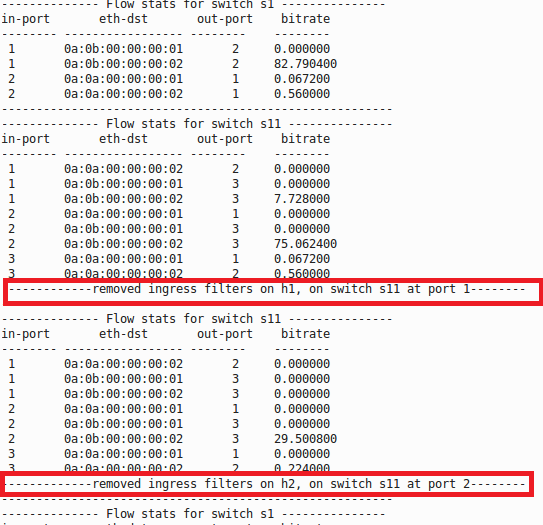 -------------- Flow stats for switch s1 ---------------
in-port       eth-dst       out-port    bitrate
-------- ----------------- --------    --------
 1       0a:0b:00:00:00:01       2     0.000000
 1       0a:0b:00:00:00:02       2     82.790400
 2       0a:0a:00:00:00:01       1     0.067200
 2       0a:0a:00:00:00:02       1     0.560000
--------------------------------------------------------
-------------- Flow stats for switch s11 ---------------
in-port       eth-dst       out-port    bitrate
-------- ----------------- --------    --------
 1       0a:0a:00:00:00:02       2     0.000000
 1       0a:0b:00:00:00:01       3     0.000000
 1       0a:0b:00:00:00:02       3     7.728000
 2       0a:0a:00:00:00:01       1     0.000000
 2       0a:0b:00:00:00:01       3     0.000000
 2       0a:0b:00:00:00:02       3     75.062400
 3       0a:0a:00:00:00:01       1     0.067200
 3       0a:0a:00:00:00:02       2     0.560000
------------removed ingress filters on h1, on switch s11 at port 1--------
-------------- Flow stats for switch s11 ---------------
in-port       eth-dst       out-port    bitrate
-------- ----------------- --------    --------
 1       0a:0a:00:00:00:02       2     0.000000
 1       0a:0b:00:00:00:01       3     0.000000
 1       0a:0b:00:00:00:02       3     0.000000
 2       0a:0a:00:00:00:01       1     0.000000
 2       0a:0b:00:00:00:01       3     0.000000
 2       0a:0b:00:00:00:02       3     29.500800
 3       0a:0a:00:00:00:01       1     0.000000
 3       0a:0a:00:00:00:02       2     0.224000
-------------removed ingress filters on h2, on switch s11 at port 2--------
--------------------------------------------------------
-------------- Flow stats for switch s1 ---------------